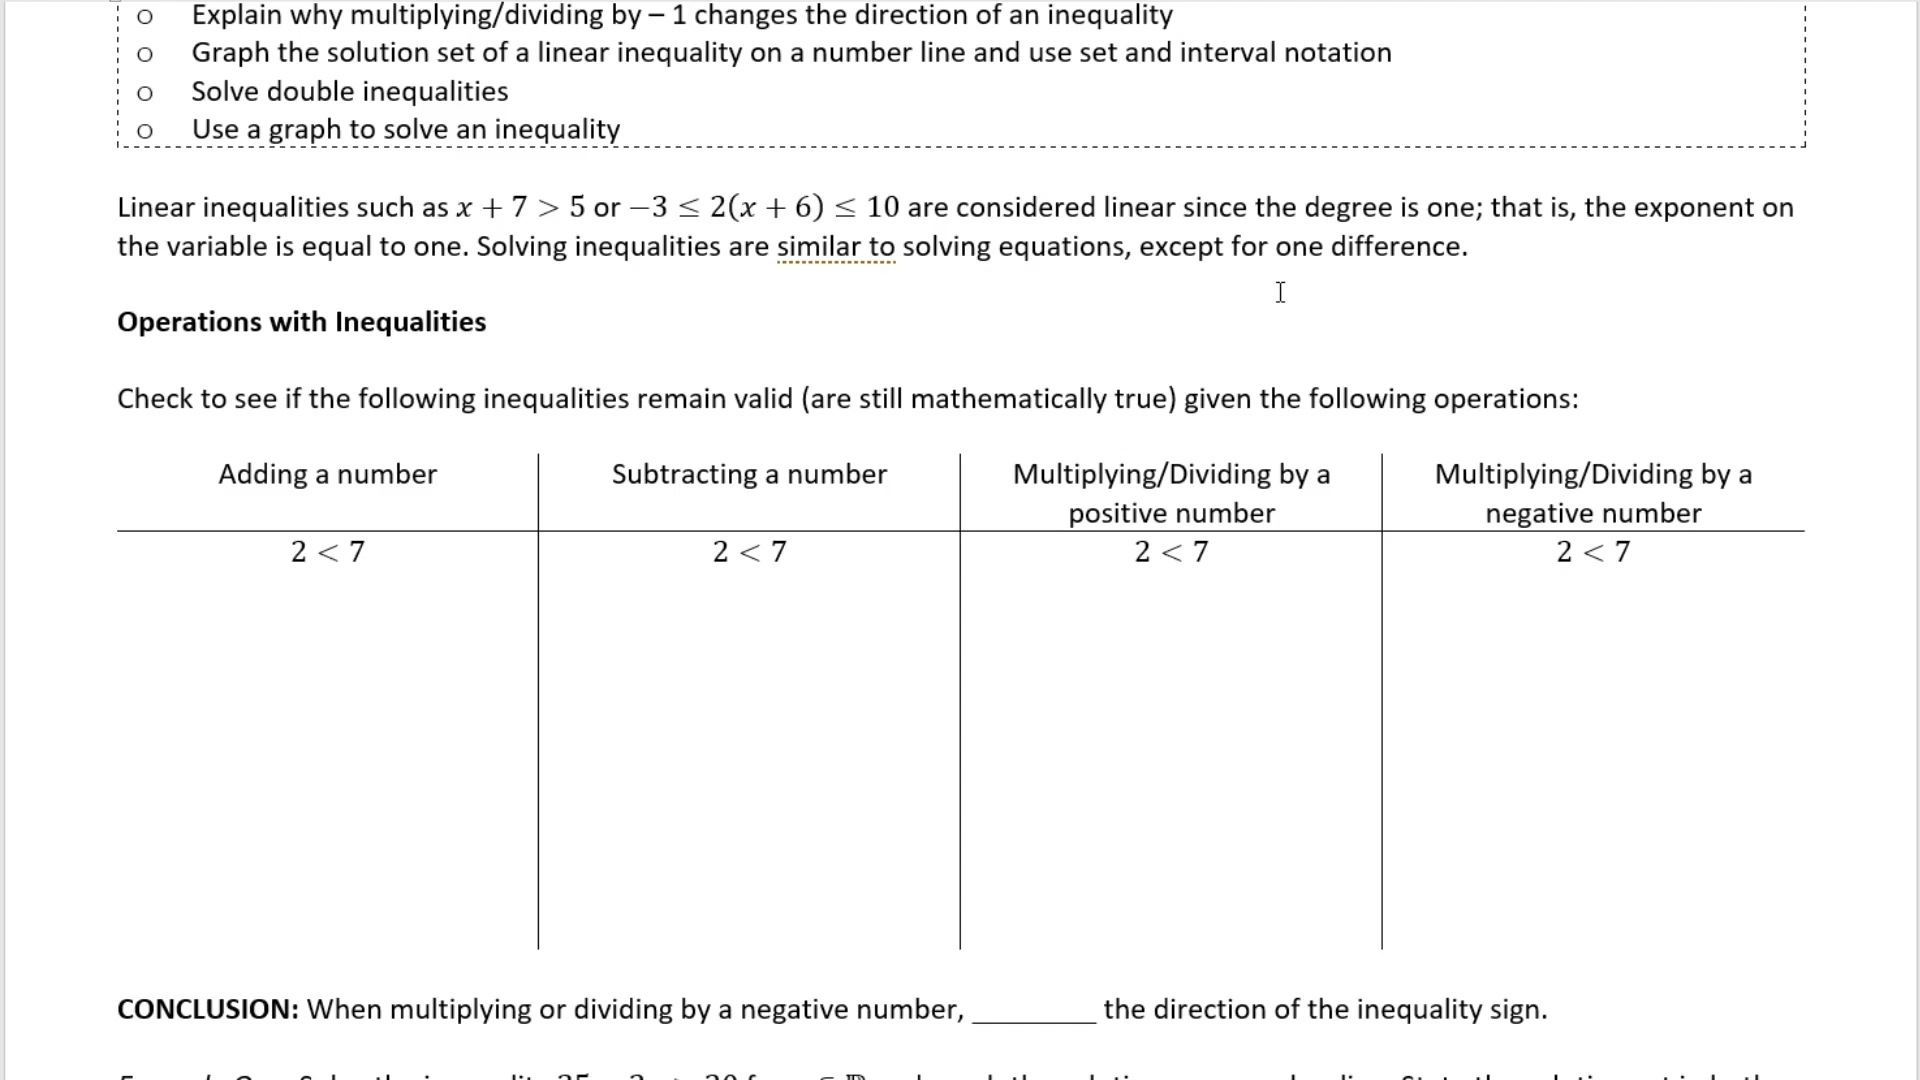 o Explain why multiplying/dividing by – 1 changes the direction of an inequality
o Graph the solution set of a linear inequality on a number line and use set and interval notation
o Solve double inequalities
o Use a graph to solve an inequality
Linear inequalities such as x + 7 > 5 or −3 ≤ 2(x + 6) ≤ 10 are considered linear since the degree is one; that is, the exponent on
the variable is equal to one. Solving inequalities are similar to solving equations, except for one difference.
Operations with Inequalities
Check to see if the following inequalities remain valid (are still mathematically true) given the following operations:
Adding a number
Subtracting a number
Multiplying/Dividing by a
positive number
Multiplying/Dividing by a
negative number
2 < 7
2 < 7
2 < 7
2 < 7
CONCLUSION: When multiplying or dividing by a negative number, ________ the direction of the inequality sign.